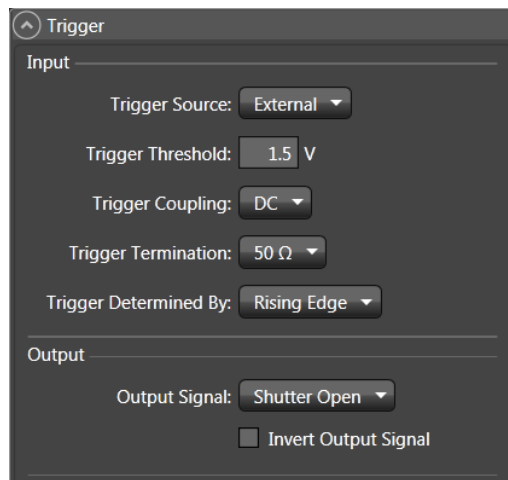 Trigger
Input
Trigger Source: External
Trigger Threshold: 1.5 V
Trigger Coupling: DC
Trigger Termination: 50 Ω
Trigger Determined By: Rising Edge
Output
Output Signal: Shutter Open
Invert Output Signal